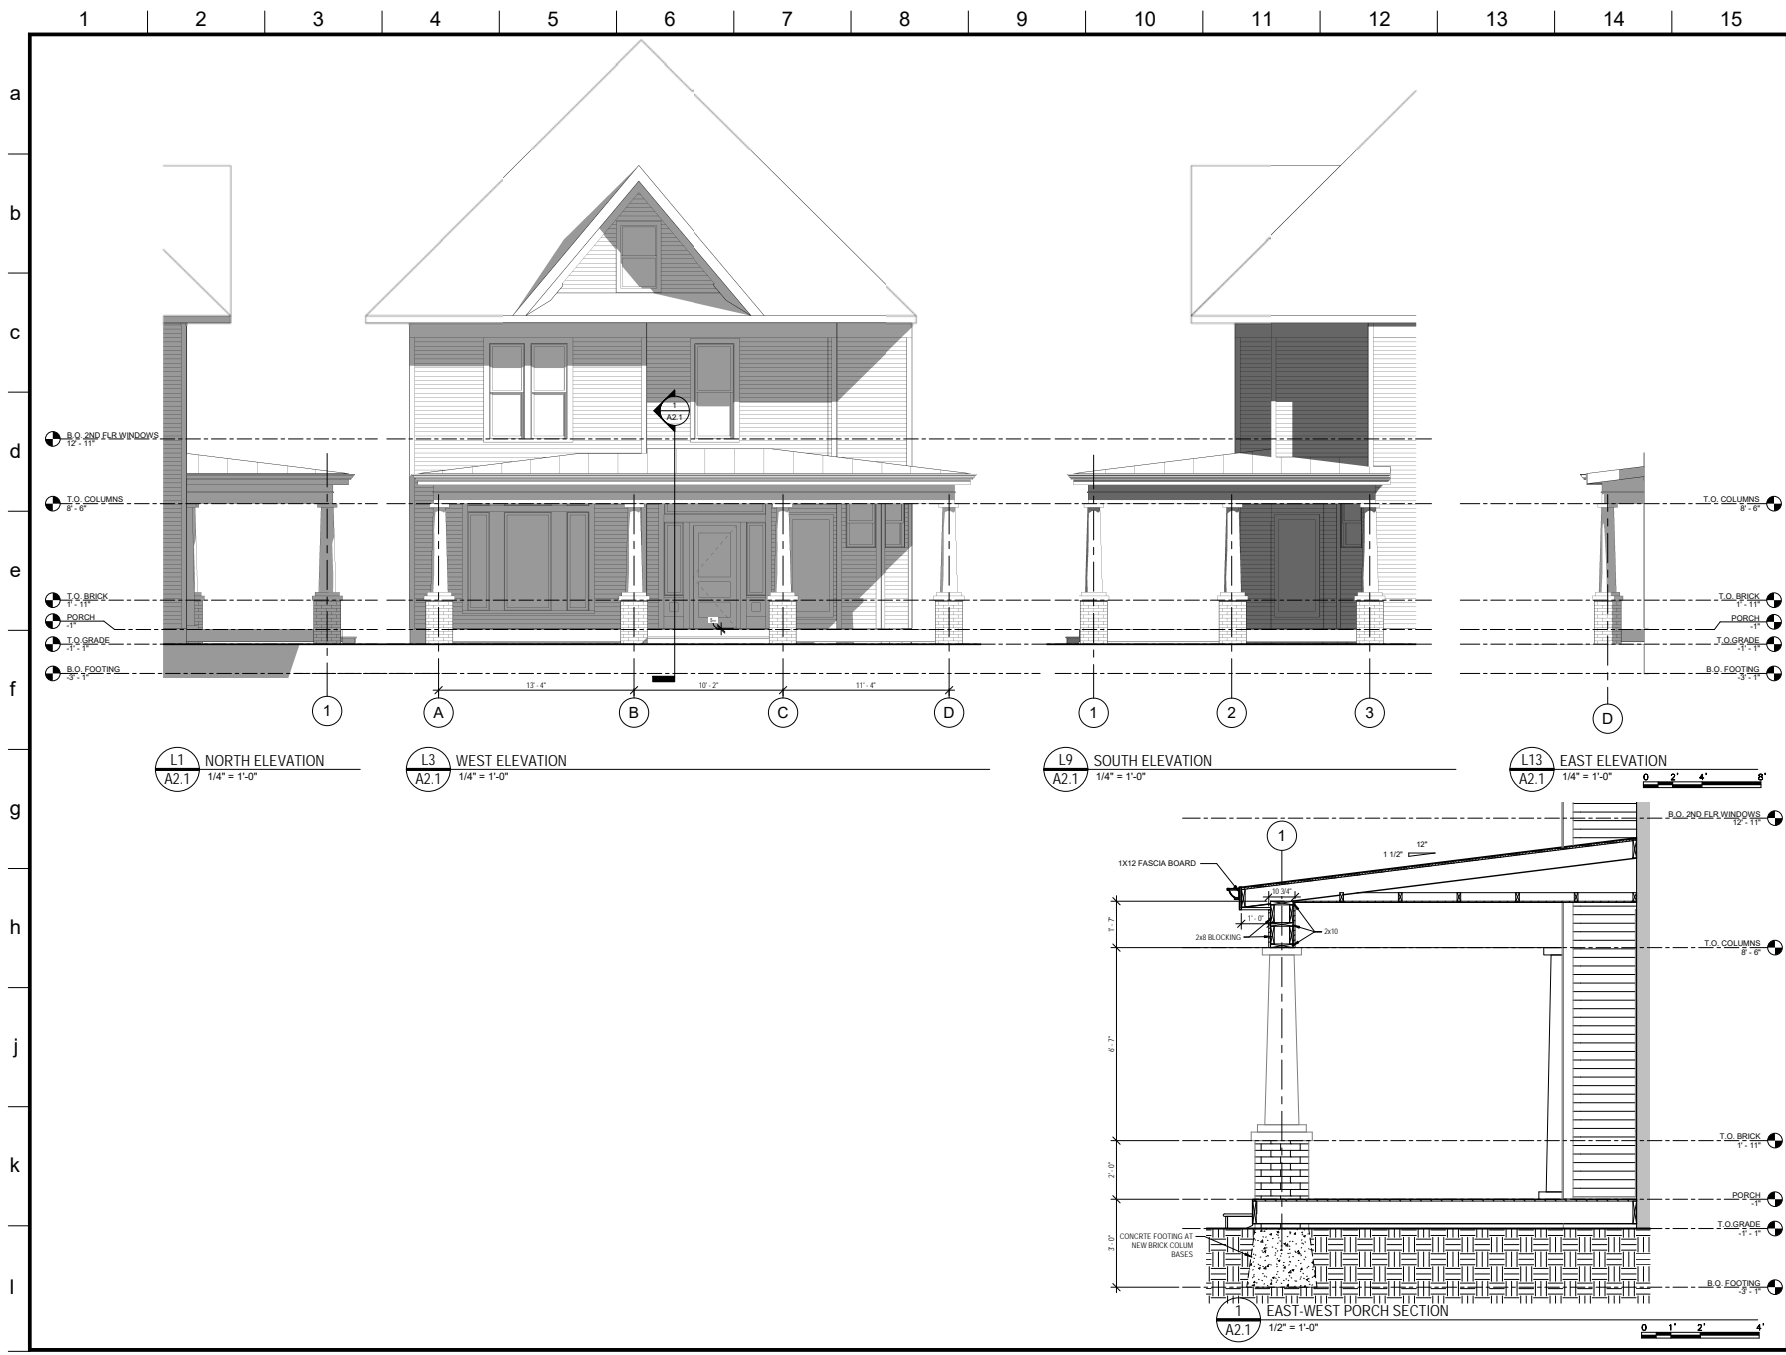 1 2 3 4 5 6 7 8 9 10 11 12 13 14 15
a
b
c
d
e
f
g
h
j
k
l
B.O. 2ND FLR WINDOWS
12' - 11"
T.O. COLUMNS
8' - 6"
T.O. BRICK
1' - 11"
PORCH
-1"
T.O.GRADE
-1' - 1"
B.O. FOOTING
-3' - 1"
1
A2.1
13' - 4"
10' - 2"
11' - 4"
1
A
B
C
D
1
2
3
D
T.O. COLUMNS
8' - 6"
T.O. BRICK
1' - 11"
PORCH
-1"
T.O.GRADE
-1' - 1"
B.O. FOOTING
-3' - 1"
L1
A2.1
NORTH ELEVATION
1/4" = 1'-0"
L3
A2.1
WEST ELEVATION
1/4" = 1'-0"
L9
A2.1
SOUTH ELEVATION
1/4" = 1'-0"
L13
A2.1
EAST ELEVATION
1/4" = 1'-0"
0 2' 4' 8'
B.O. 2ND FLR WINDOWS
12' - 11"
1
12"
1 1/2"
1X12 FASCIA BOARD
10 3/4"
1' - 0"
2x8 BLOCKING
2x10
1' - 7"
T.O. COLUMNS
8' - 6"
6' - 7"
T.O. BRICK
1' - 11"
2' - 0"
PORCH
-1"
T.O.GRADE
-1' - 1"
3' - 0"
CONCRTE FOOTING AT
NEW BRICK COLUM
BASES
B.O. FOOTING
-3' - 1"
1
A2.1
EAST-WEST PORCH SECTION
1/2" = 1'-0"
0 1' 2' 4'